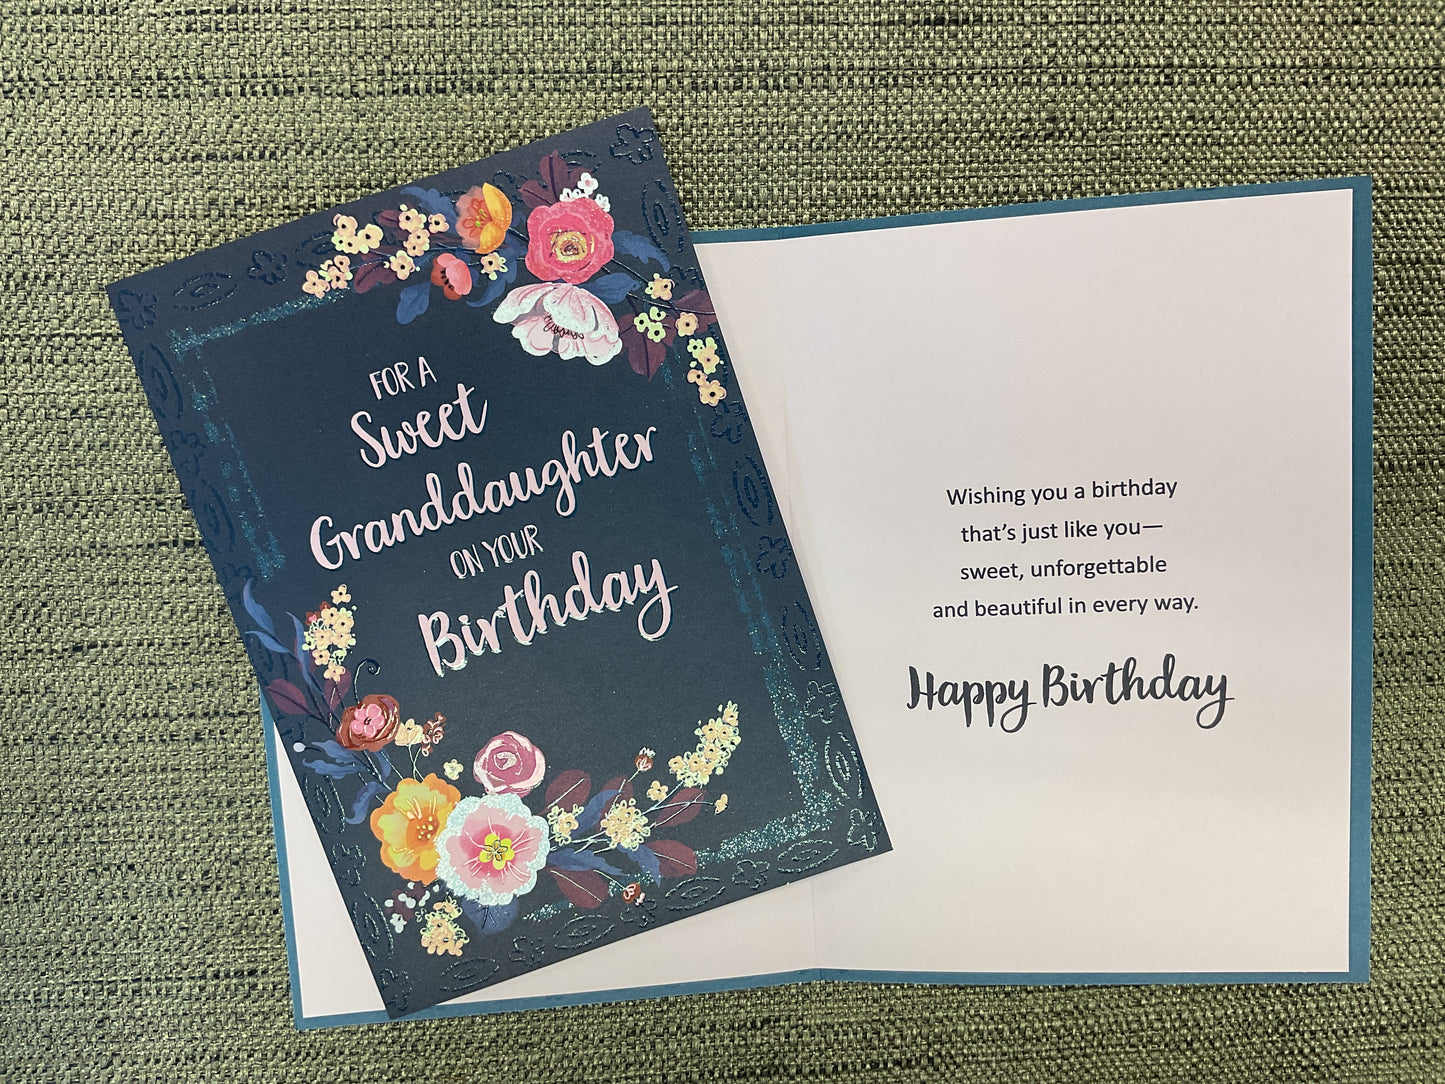 FOR A
Sweet
Granddaughter
ON YOUR
Birthday
Wishing you a birthday
that's just like you—
sweet, unforgettable
and beautiful in every way.
Happy Birthday